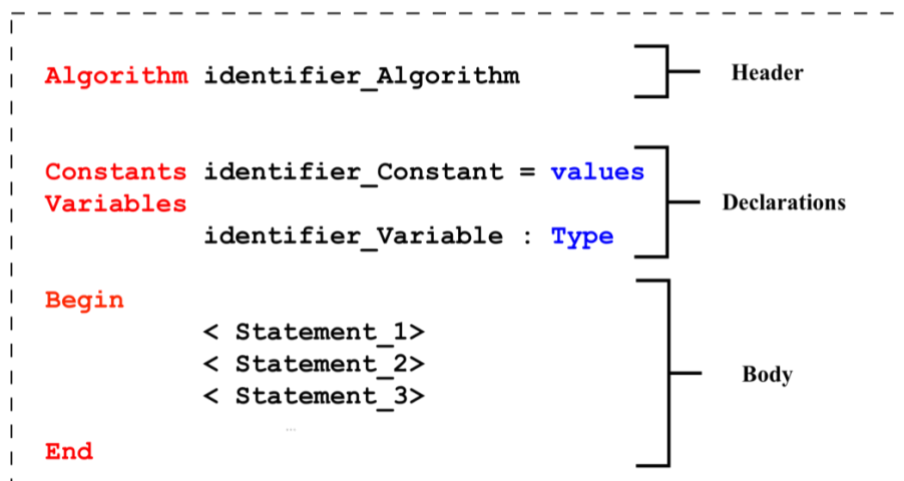 Algorithm identifier_Algorithm
Header
Constants identifier_Constant = values
Variables
Declarations
identifier_Variable : Type
Begin
< Statement_1>
< Statement_2>
Body
< Statement_3>
...
End